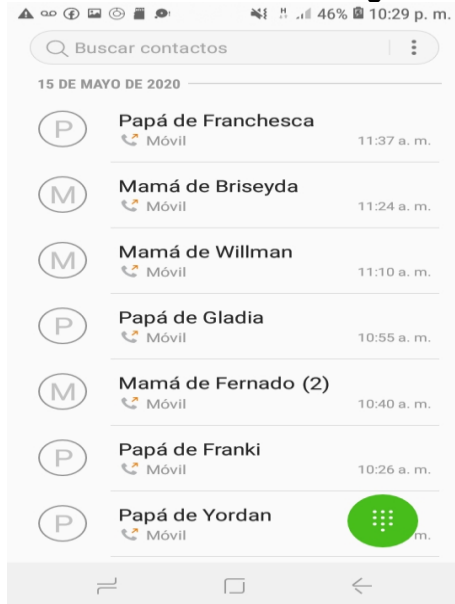 46% 10:29 p. m.
Buscar contactos
15 DE MAYO DE 2020
P Papá de Franchesca
Móvil 11:37 a. m.
M Mamá de Briseyda
Móvil 11:24 a. m.
M Mamá de Willman
Móvil 11:10 a. m.
P Papá de Gladia
Móvil 10:55 a. m.
M Mamá de Fernado (2)
Móvil 10:40 a. m.
P Papá de Franki
Móvil 10:26 a. m.
P Papá de Yordan
Móvil m.